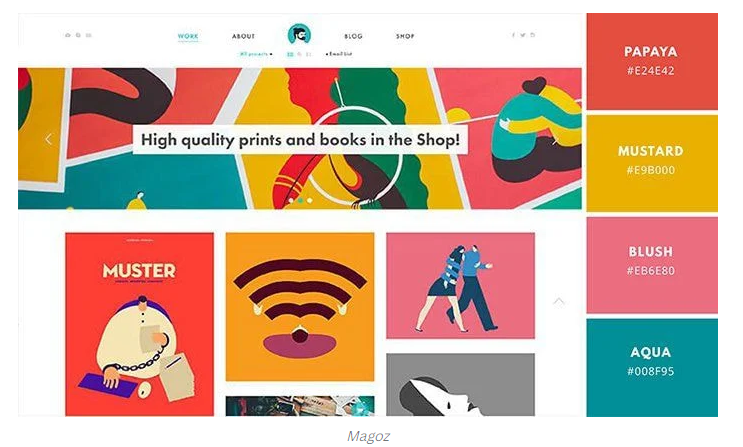 WORK
ABOUT
BLOG
SHOP
All projects
Email List
High quality prints and books in the Shop!
MUSTER
PAPAYA
#E24E42
MUSTARD
#E9B000
BLUSH
#EB6E80
AQUA
#008F95
Magoz